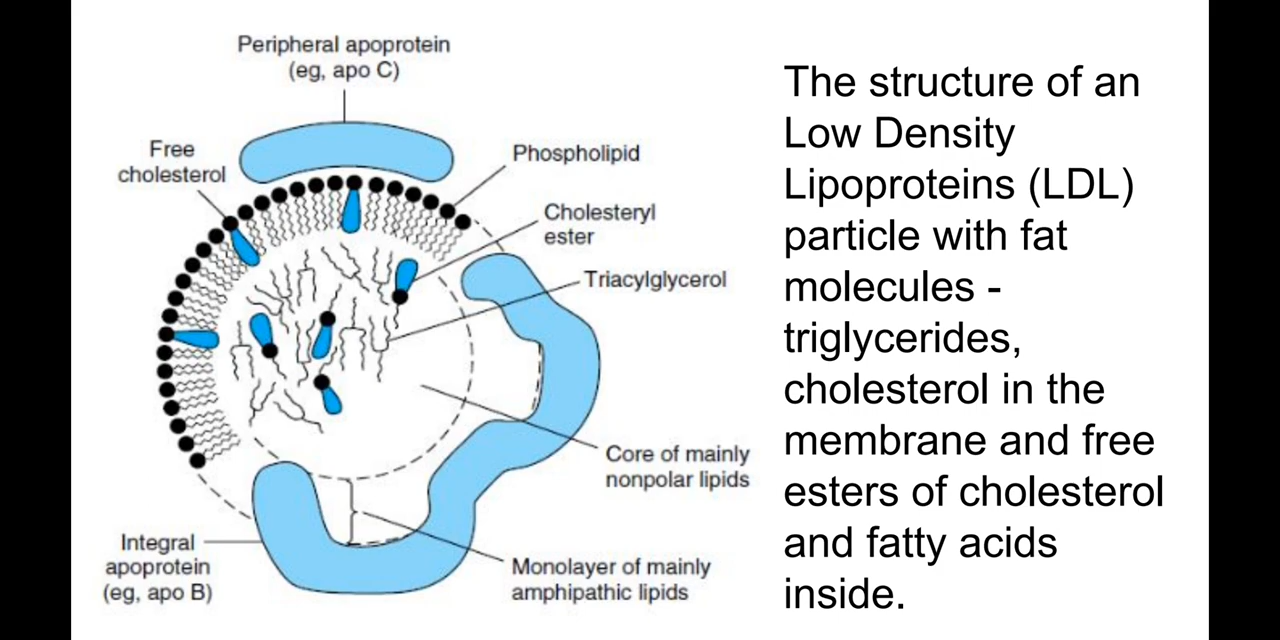 Peripheral apoprotein
(eg, apo C)
Free
cholesterol
Phospholipid
Cholesteryl
ester
Triacylglycerol
Core of mainly
nonpolar lipids
Integral
apoprotein
(eg, apo B)
Monolayer of mainly
amphipathic lipids
The structure of an
Low Density
Lipoproteins (LDL)
particle with fat
molecules -
triglycerides,
cholesterol in the
membrane and free
esters of cholesterol
and fatty acids
inside.